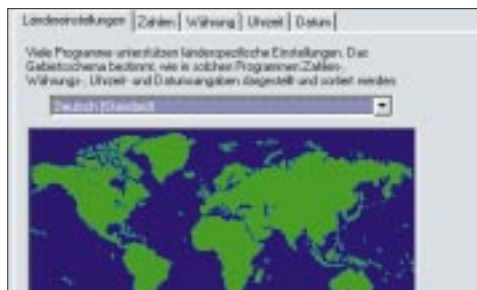 Ländereinstellungen Zahlen Währung Uhrzeit Datum
Viele Programme unterstützen länderspezifische Einstellungen. Das
Gebietsschema bestimmt, wie in solchen Programmen Zahlen-,
Währungs-, Uhrzeit- und Datumsangaben dargestellt und sortiert werden
Deutsch (Standard)